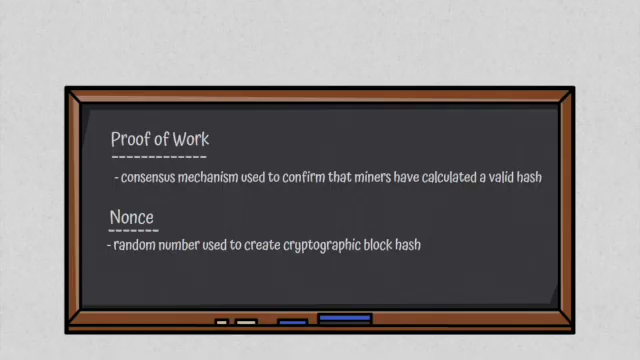 Proof of Work
- consensus mechanism used to confirm that miners have calculated a valid hash
Nonce
- random number used to create cryptographic block hash